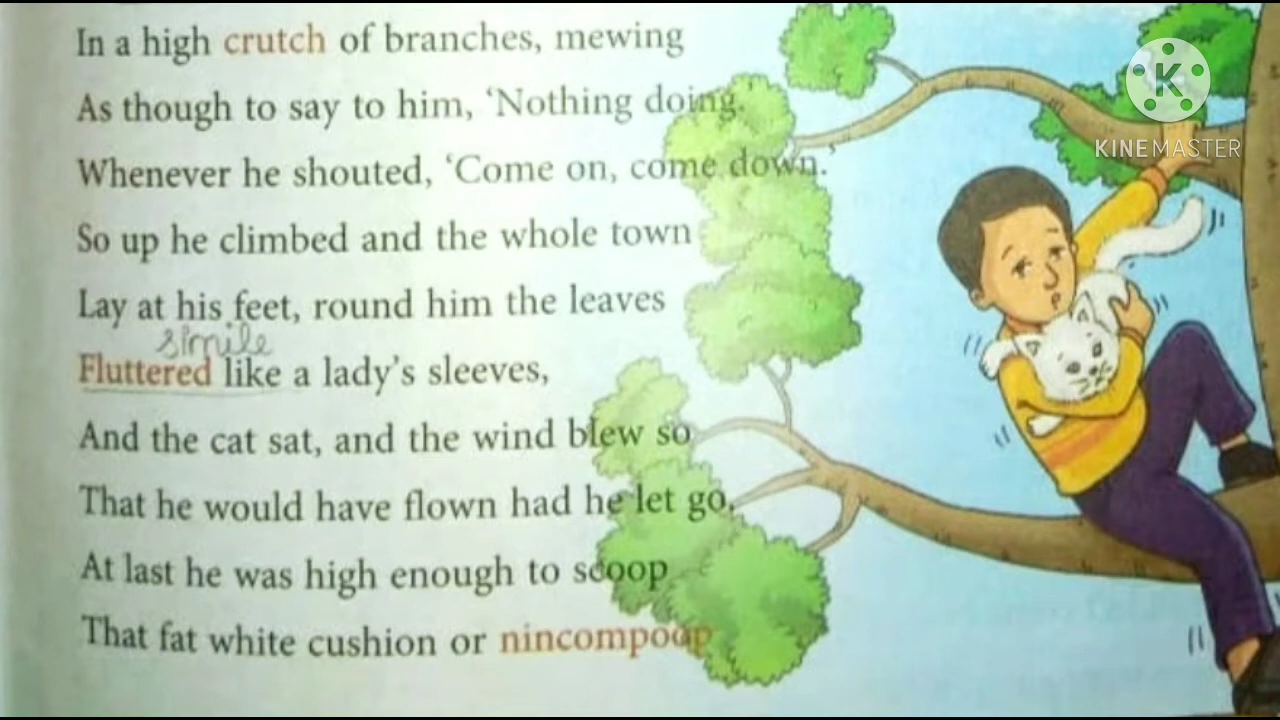 In a high crutch of branches, mewing
As though to say to him, ‘Nothing doing.’
Whenever he shouted, ‘Come on, come down.’
So up he climbed and the whole town
Lay at his feet, round him the leaves
simile
Fluttered like a lady’s sleeves,
And the cat sat, and the wind blew so
That he would have flown had he let go.
At last he was high enough to scoop
That fat white cushion or nincompoop
K
KINEMASTER